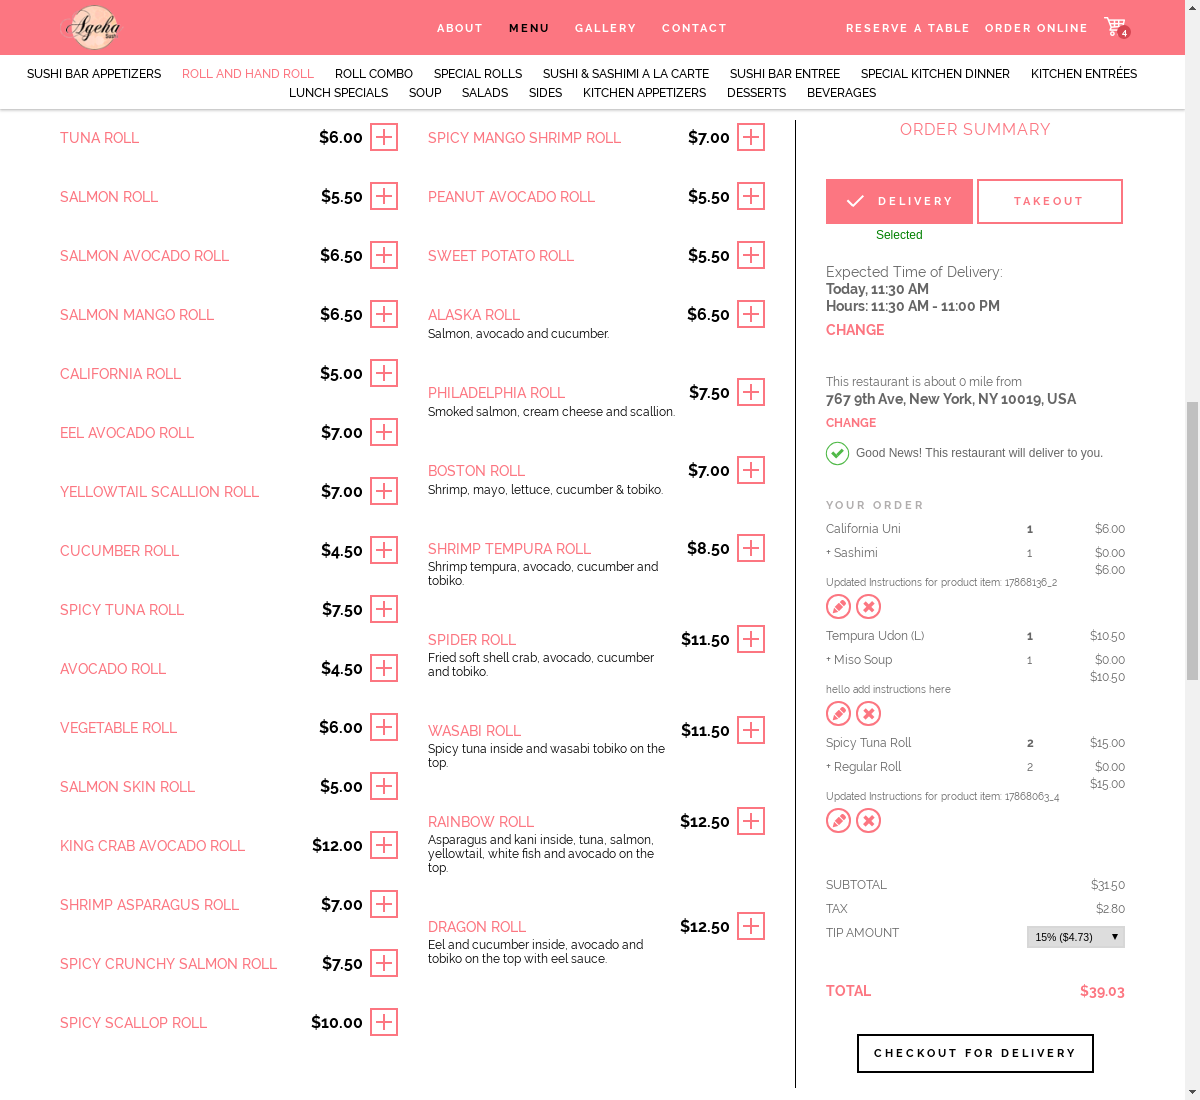 Ageha
ABOUT
MENU
GALLERY
CONTACT
RESERVE A TABLE
ORDER ONLINE
4
SUSHI BAR APPETIZERS
ROLL AND HAND ROLL
ROLL COMBO
SPECIAL ROLLS
SUSHI & SASHIMI A LA CARTE
SUSHI BAR ENTREE
SPECIAL KITCHEN DINNER
KITCHEN ENTRÉES
LUNCH SPECIALS
SOUP
SALADS
SIDES
KITCHEN APPETIZERS
DESSERTS
BEVERAGES
TUNA ROLL $6.00
SALMON ROLL $5.50
SALMON AVOCADO ROLL $6.50
SALMON MANGO ROLL $6.50
CALIFORNIA ROLL $5.00
EEL AVOCADO ROLL $7.00
YELLOWTAIL SCALLION ROLL $7.00
CUCUMBER ROLL $4.50
SPICY TUNA ROLL $7.50
AVOCADO ROLL $4.50
VEGETABLE ROLL $6.00
SALMON SKIN ROLL $5.00
KING CRAB AVOCADO ROLL $12.00
SHRIMP ASPARAGUS ROLL $7.00
SPICY CRUNCHY SALMON ROLL $7.50
SPICY SCALLOP ROLL $10.00
SPICY MANGO SHRIMP ROLL $7.00
PEANUT AVOCADO ROLL $5.50
SWEET POTATO ROLL $5.50
ALASKA ROLL $6.50
Salmon, avocado and cucumber.
PHILADELPHIA ROLL $7.50
Smoked salmon, cream cheese and scallion.
BOSTON ROLL $7.00
Shrimp, mayo, lettuce, cucumber & tobiko.
SHRIMP TEMPURA ROLL $8.50
Shrimp tempura, avocado, cucumber and
tobiko.
SPIDER ROLL $11.50
Fried soft shell crab, avocado, cucumber
and tobiko.
WASABI ROLL $11.50
Spicy tuna inside and wasabi tobiko on the
top.
RAINBOW ROLL $12.50
Asparagus and kani inside, tuna, salmon,
yellowtail, white fish and avocado on the
top.
DRAGON ROLL $12.50
Eel and cucumber inside, avocado and
tobiko on the top with eel sauce.
ORDER SUMMARY
DELIVERY
TAKEOUT
Selected
Expected Time of Delivery:
Today, 11:30 AM
Hours: 11:30 AM - 11:00 PM
CHANGE
This restaurant is about 0 mile from
767 9th Ave, New York, NY 10019, USA
CHANGE
Good News! This restaurant will deliver to you.
YOUR ORDER
California Uni 1 $6.00
+ Sashimi 1 $0.00
$6.00
Updated Instructions for product item: 17868136_2
Tempura Udon (L) 1 $10.50
+ Miso Soup 1 $0.00
$10.50
hello add instructions here
Spicy Tuna Roll 2 $15.00
+ Regular Roll 2 $0.00
$15.00
Updated Instructions for product item: 17868063_4
SUBTOTAL $31.50
TAX $2.80
TIP AMOUNT 15% ($4.73)
TOTAL $39.03
CHECKOUT FOR DELIVERY